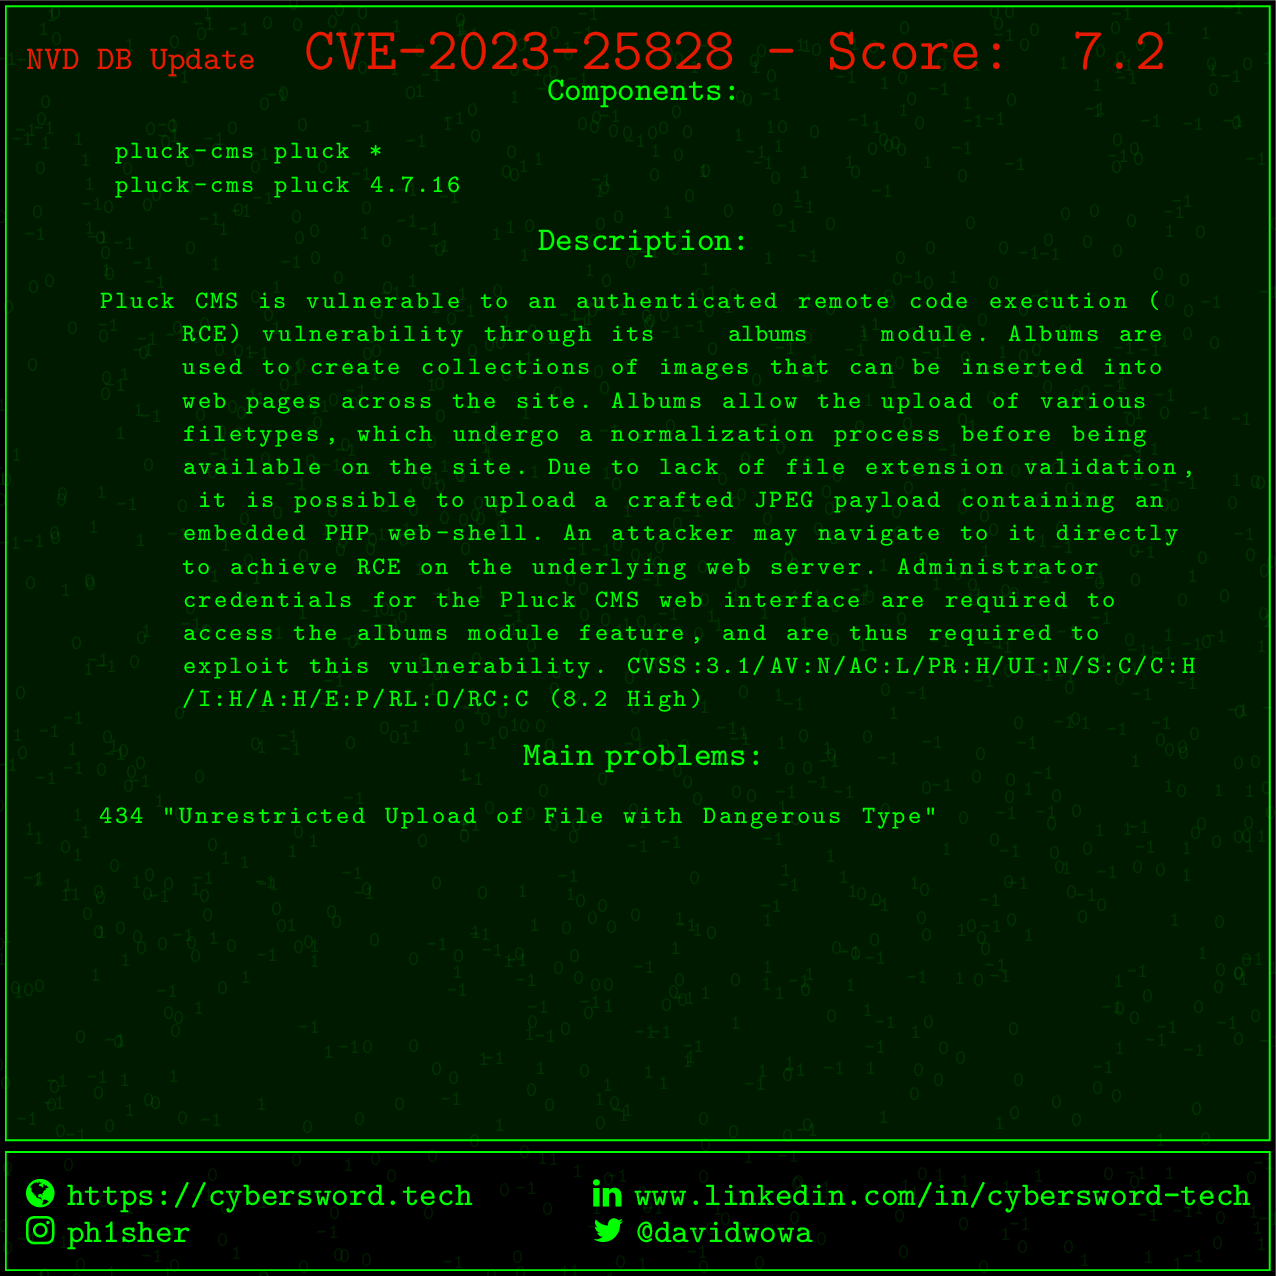 NVD DB Update CVE-2023-25828 - Score: 7.2
Components:
pluck-cms pluck *
pluck-cms pluck 4.7.16
Description:
Pluck CMS is vulnerable to an authenticated remote code execution (
RCE) vulnerability through its albums module. Albums are
used to create collections of images that can be inserted into
web pages across the site. Albums allow the upload of various
filetypes, which undergo a normalization process before being
available on the site. Due to lack of file extension validation,
it is possible to upload a crafted JPEG payload containing an
embedded PHP web-shell. An attacker may navigate to it directly
to achieve RCE on the underlying web server. Administrator
credentials for the Pluck CMS web interface are required to
access the albums module feature, and are thus required to
exploit this vulnerability. CVSS:3.1/AV:N/AC:L/PR:H/UI:N/S:C/C:H
/I:H/A:H/E:P/RL:O/RC:C (8.2 High)
Main problems:
434 "Unrestricted Upload of File with Dangerous Type"
https://cybersword.tech www.linkedin.com/in/cybersword-tech
ph1sher @davidwowa